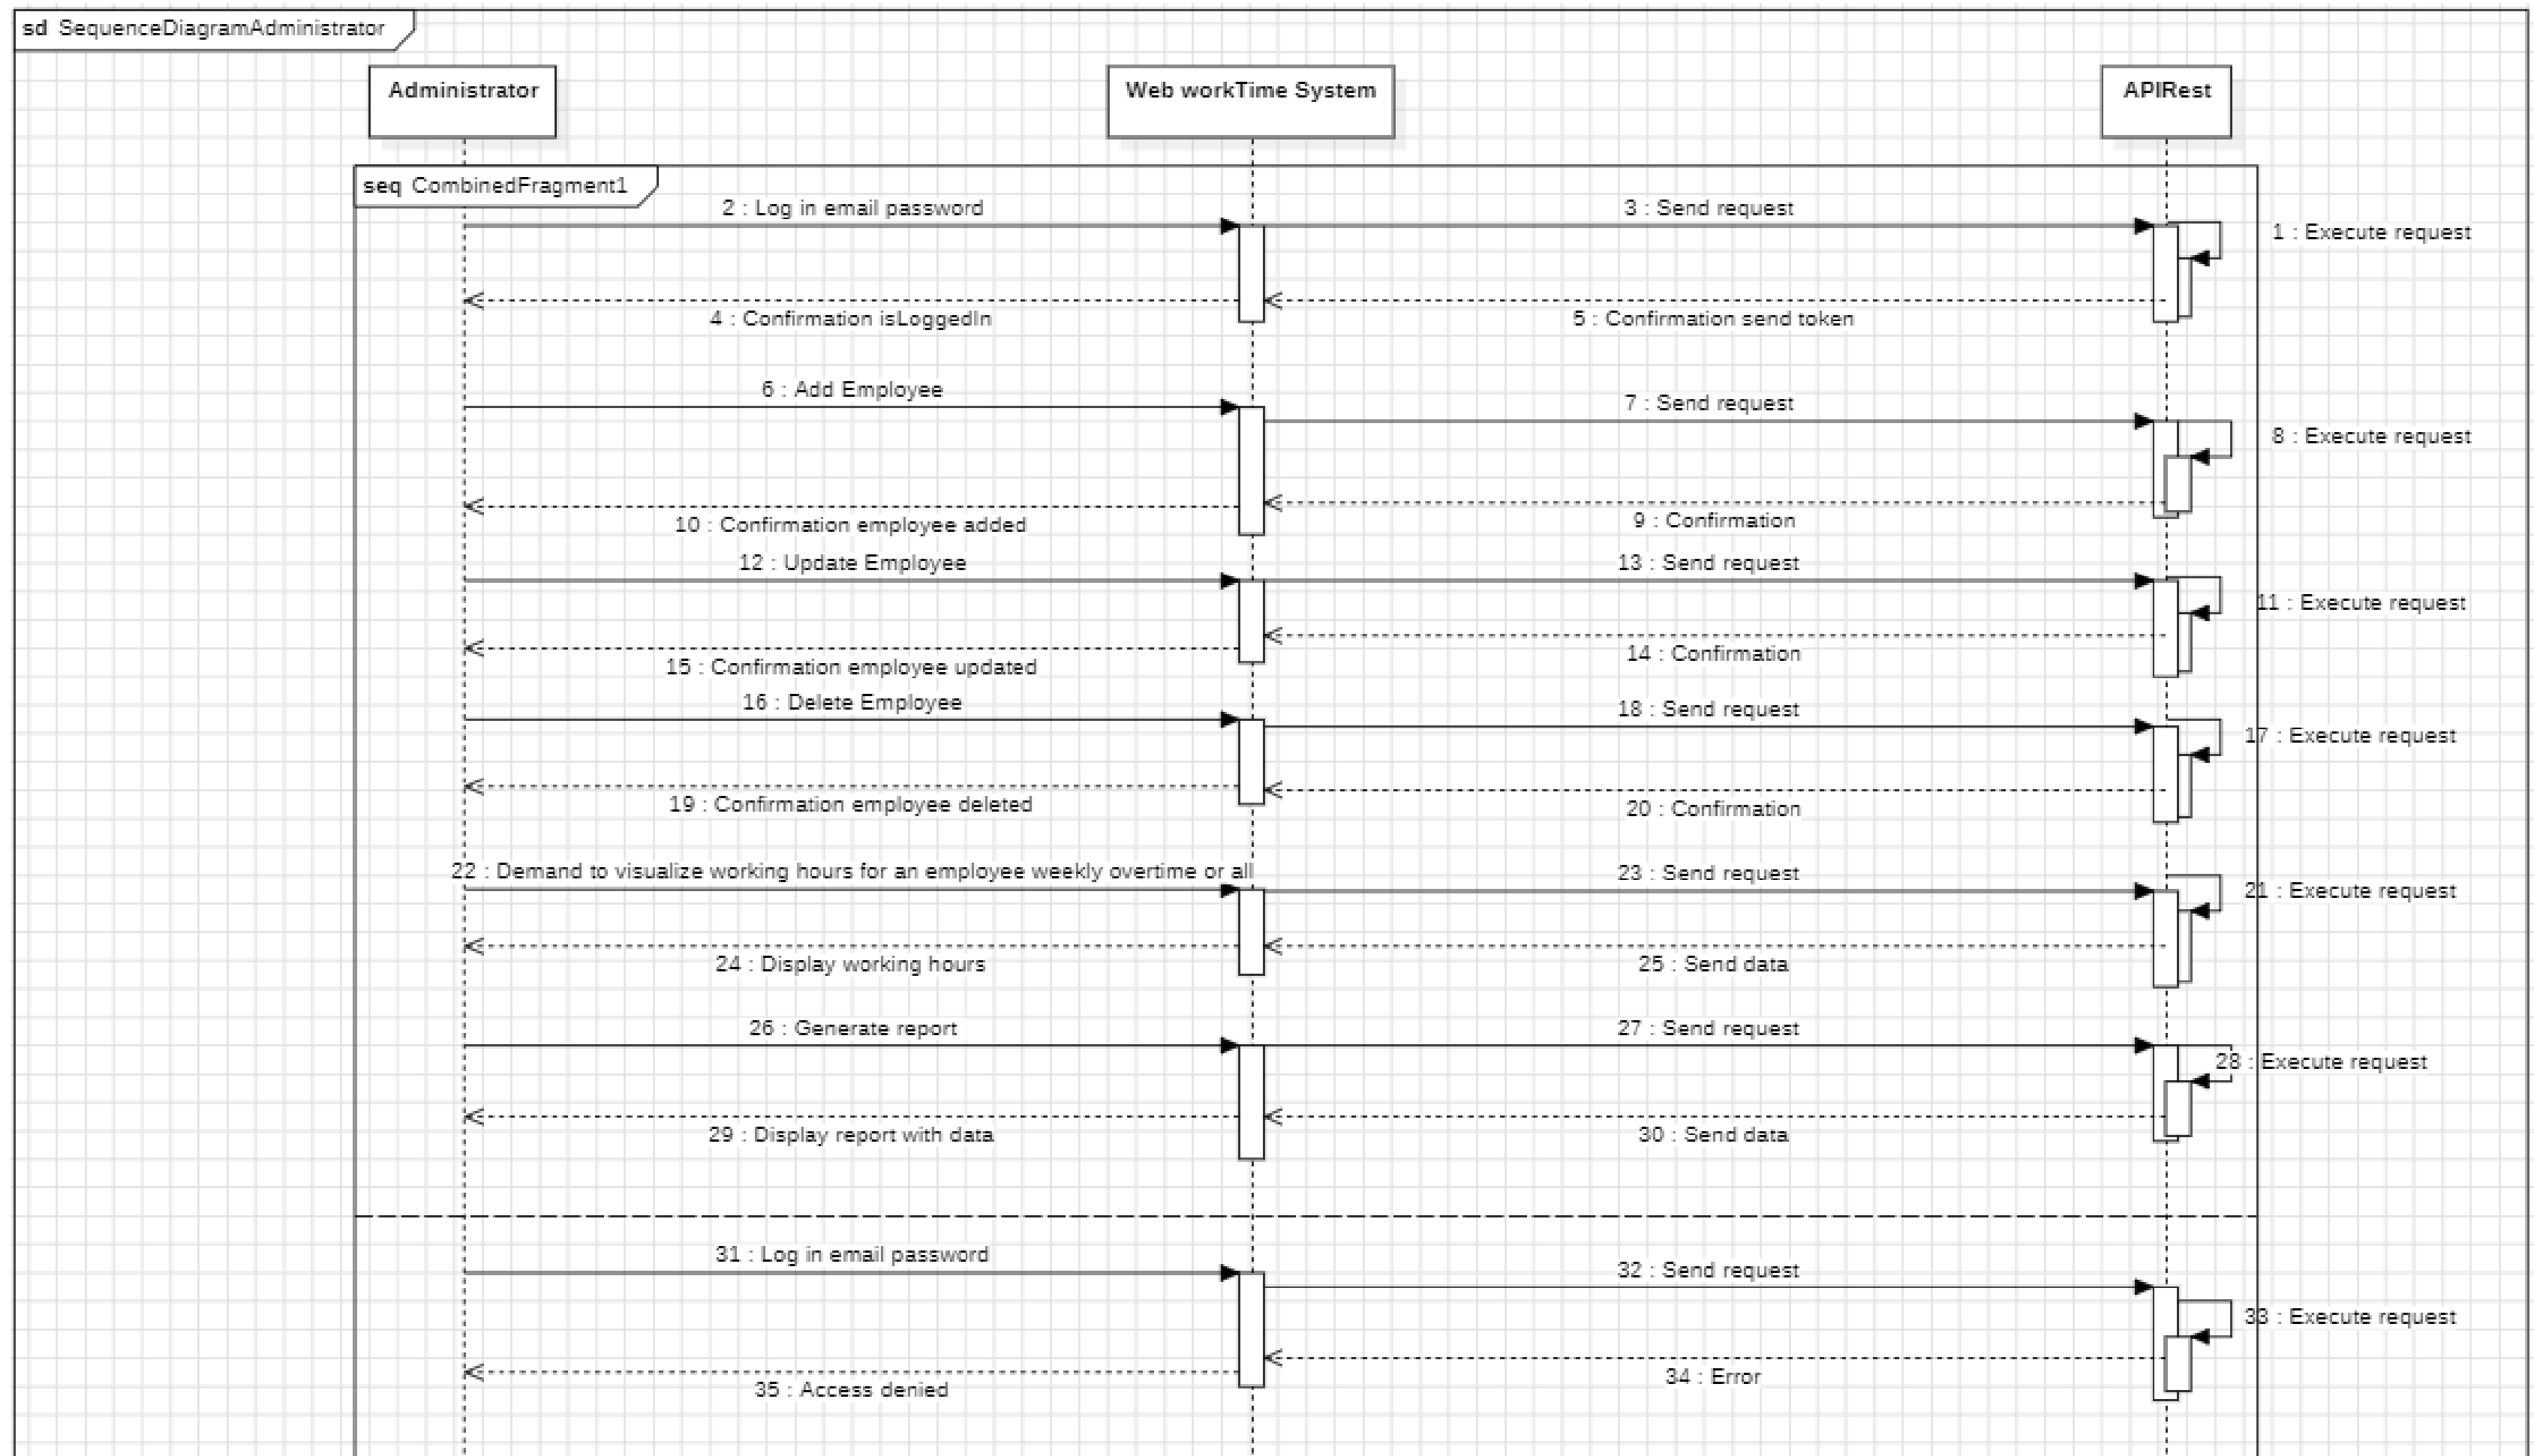 sd SequenceDiagramAdministrator
Administrator
Web workTime System
APIRest
seq CombinedFragment1
2 : Log in email password
3 : Send request
1 : Execute request
4 : Confirmation isLoggedIn
5 : Confirmation send token
6 : Add Employee
7 : Send request
8 : Execute request
10 : Confirmation employee added
9 : Confirmation
12 : Update Employee
13 : Send request
11 : Execute request
15 : Confirmation employee updated
14 : Confirmation
16 : Delete Employee
18 : Send request
17 : Execute request
19 : Confirmation employee deleted
20 : Confirmation
22 : Demand to visualize working hours for an employee weekly overtime or all
23 : Send request
21 : Execute request
24 : Display working hours
25 : Send data
26 : Generate report
27 : Send request
28 : Execute request
29 : Display report with data
30 : Send data
31 : Log in email password
32 : Send request
33 : Execute request
35 : Access denied
34 : Error